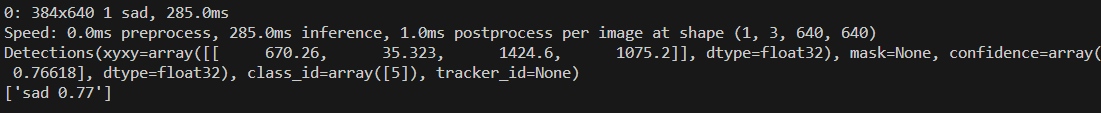 0: 384x640 1 sad, 285.0ms
Speed: 0.0ms preprocess, 285.0ms inference, 1.0ms postprocess per image at shape (1, 3, 640, 640)
Detections(xyxy=array([[     670.26,      35.323,      1424.6,      1075.2]], dtype=float32), mask=None, confidence=array(
 0.76618], dtype=float32), class_id=array([5]), tracker_id=None)
['sad 0.77']